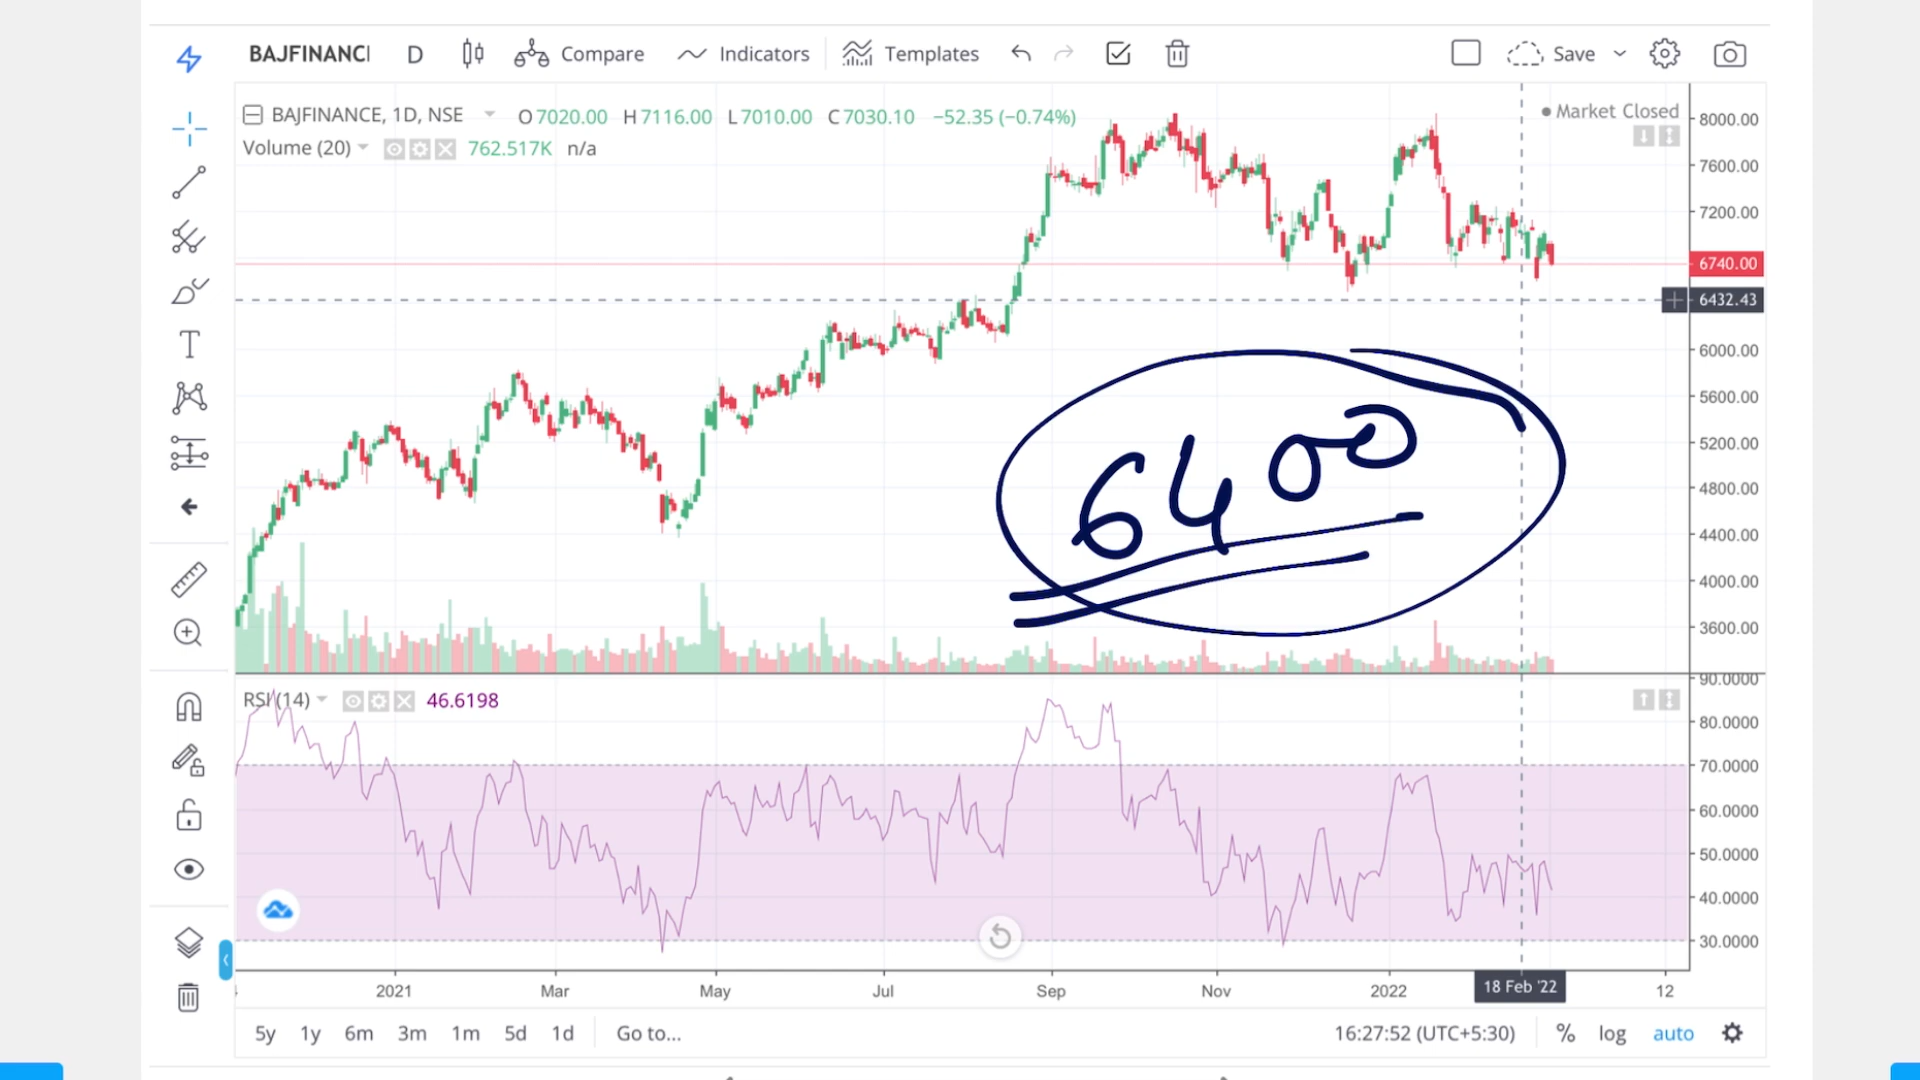 BAJFINANCI D Compare Indicators Templates Save
BAJFINANCE, 1D, NSE O7020.00 H7116.00 L7010.00 C7030.10 −52.35 (−0.74%)
Market Closed
Volume (20) 762.517K n/a
8000.00
7600.00
7200.00
6740.00
6432.43
6000.00
5600.00
5200.00
4800.00
4400.00
4000.00
3600.00
6400
RSI (14) 46.6198
90.0000
80.0000
70.0000
60.0000
50.0000
40.0000
30.0000
2021 Mar May Jul Sep Nov 2022 18 Feb '22 12
5y 1y 6m 3m 1m 5d 1d Go to... 16:27:52 (UTC+5:30) % log auto